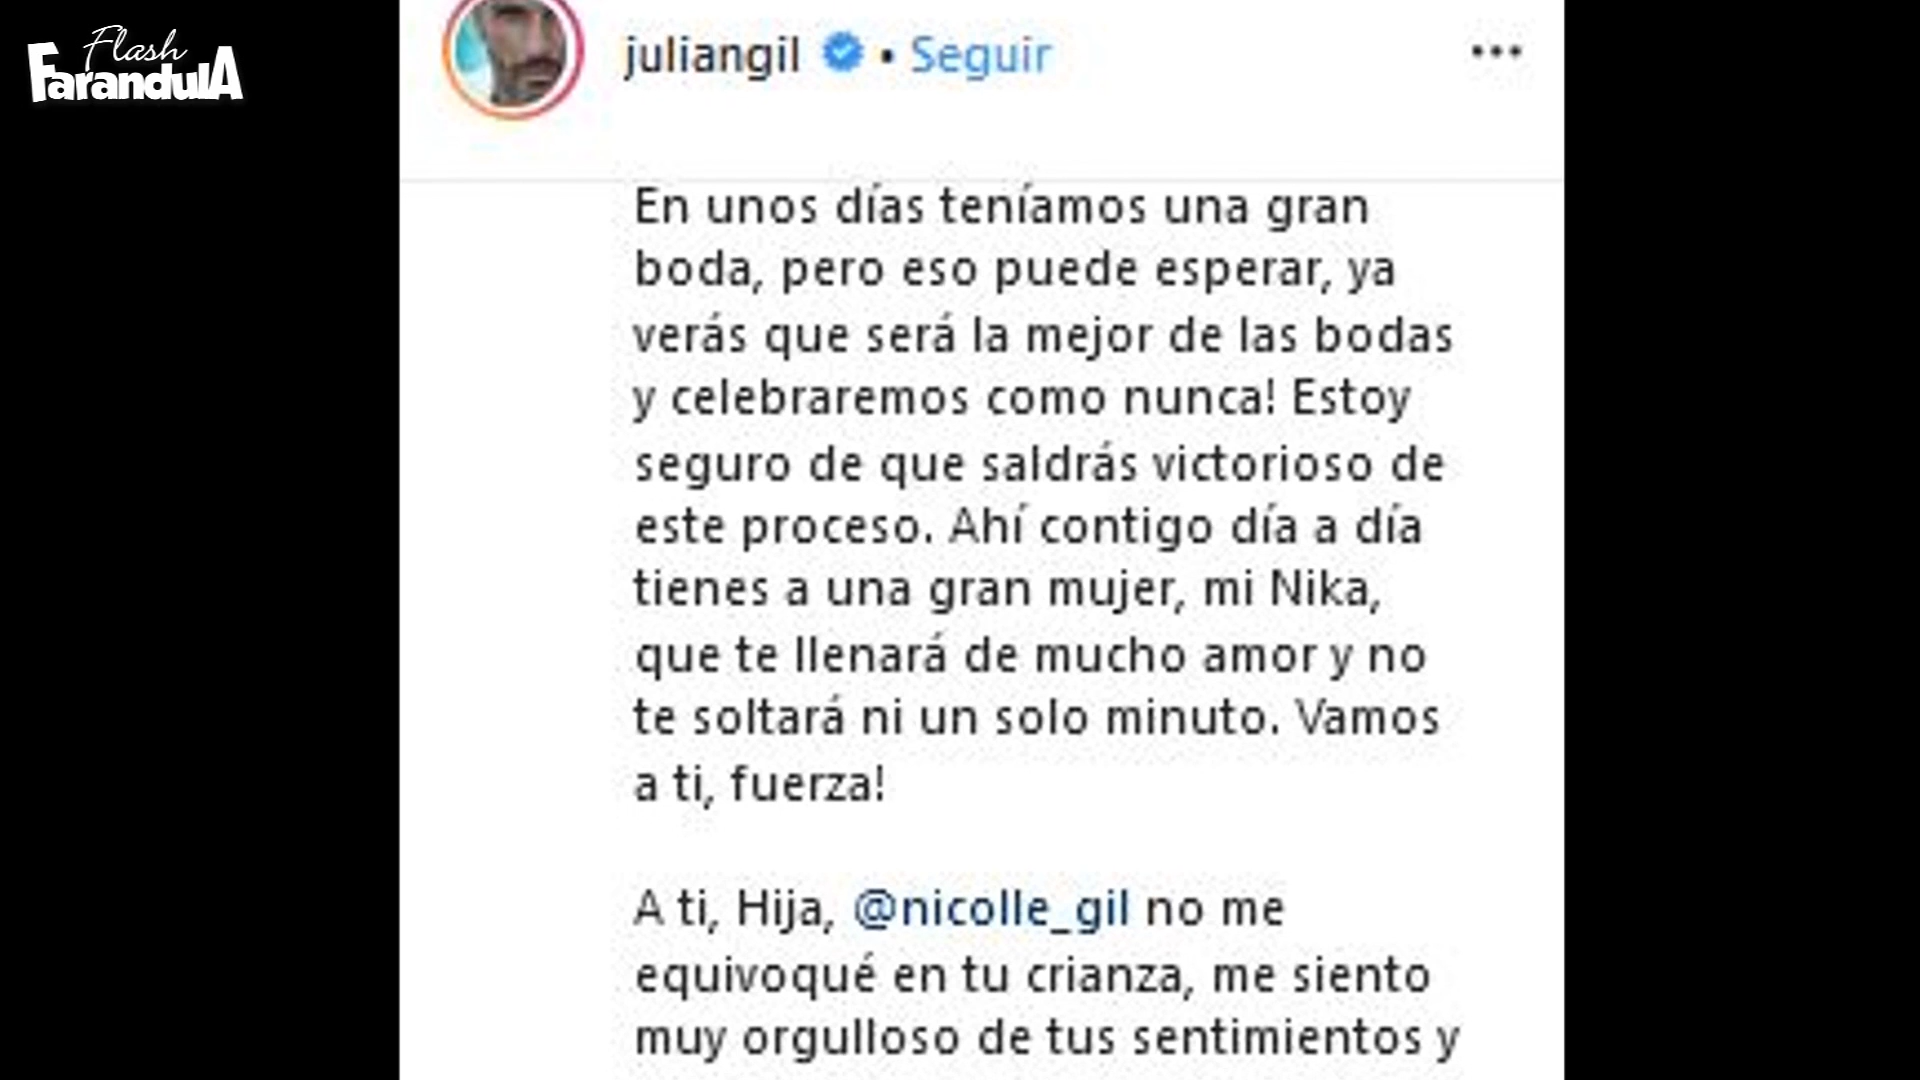 Flash
FarandulA
juliangil • Seguir
En unos días teníamos una gran
boda, pero eso puede esperar, ya
verás que será la mejor de las bodas
y celebraremos como nunca! Estoy
seguro de que saldrás victorioso de
este proceso. Ahí contigo día a día
tienes a una gran mujer, mi Nika,
que te llenará de mucho amor y no
te soltará ni un solo minuto. Vamos
a ti, fuerza!
A ti, Hija, @nicolle_gil no me
equivoqué en tu crianza, me siento
muy orgulloso de tus sentimientos y